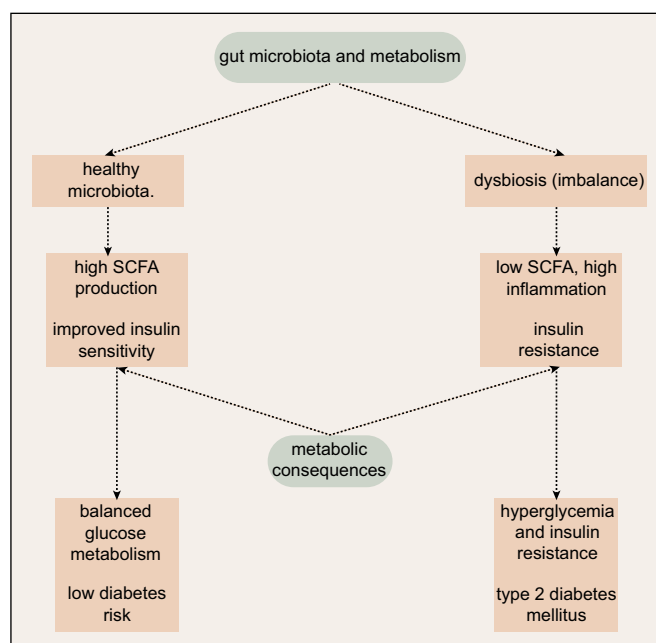 gut microbiota and metabolism
healthy
microbiota.
dysbiosis (imbalance)
high SCFA
production
improved insulin
sensitivity
low SCFA, high
inflammation
insulin
resistance
metabolic
consequences
balanced
glucose
metabolism
low diabetes
risk
hyperglycemia
and insulin
resistance
type 2 diabetes
mellitus